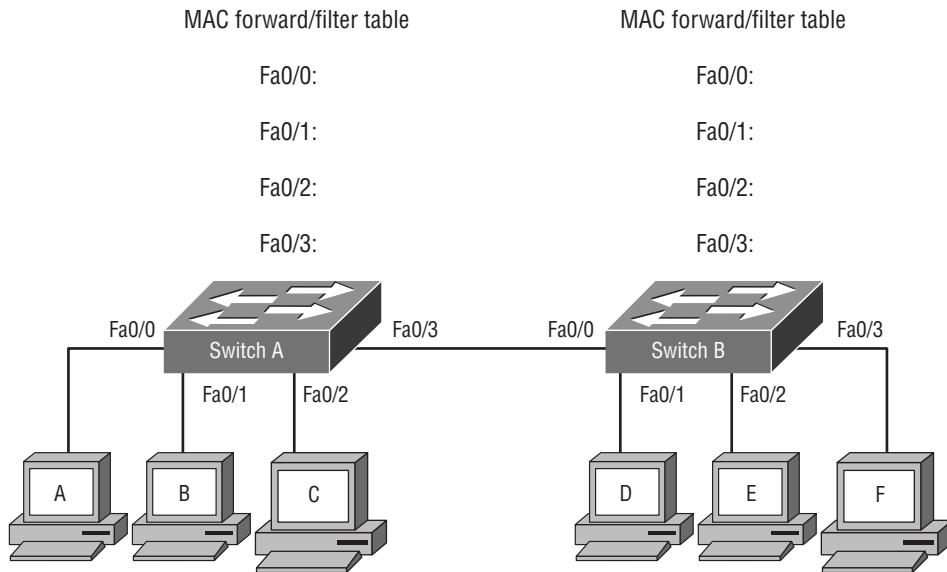 MAC forward/filter table
Fa0/0:
Fa0/1:
Fa0/2:
Fa0/3:
MAC forward/filter table
Fa0/0:
Fa0/1:
Fa0/2:
Fa0/3:
Fa0/0
Switch A
Fa0/3
Fa0/1
Fa0/2
Fa0/0
Switch B
Fa0/3
Fa0/1
Fa0/2
A
B
C
D
E
F